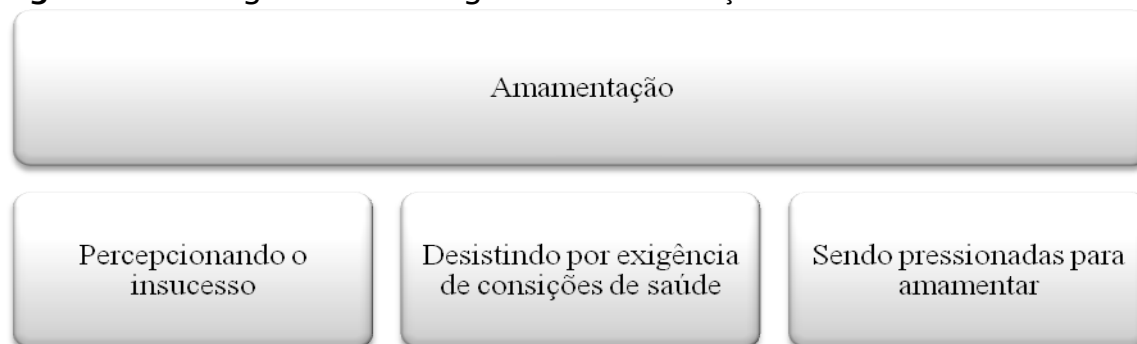 Amamentação
Percepcionando o
insucesso
Desistindo por exigência
de consições de saúde
Sendo pressionadas para
amamentar